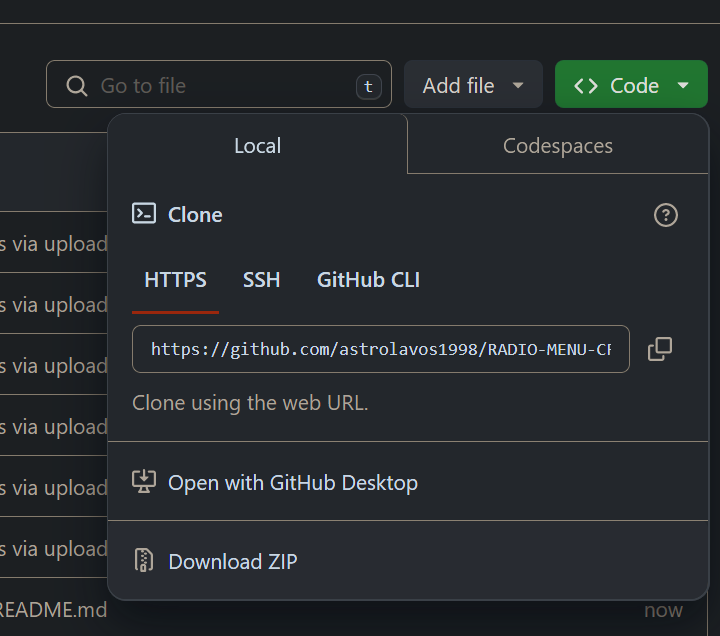 Go to file t Add file Code
Local Codespaces
Clone
HTTPS SSH GitHub CLI
https://github.com/astrolavos1998/RADIO-MENU-
Clone using the web URL.
Open with GitHub Desktop
Download ZIP
via upload
via upload
via upload
via upload
via upload
via upload
README.md now